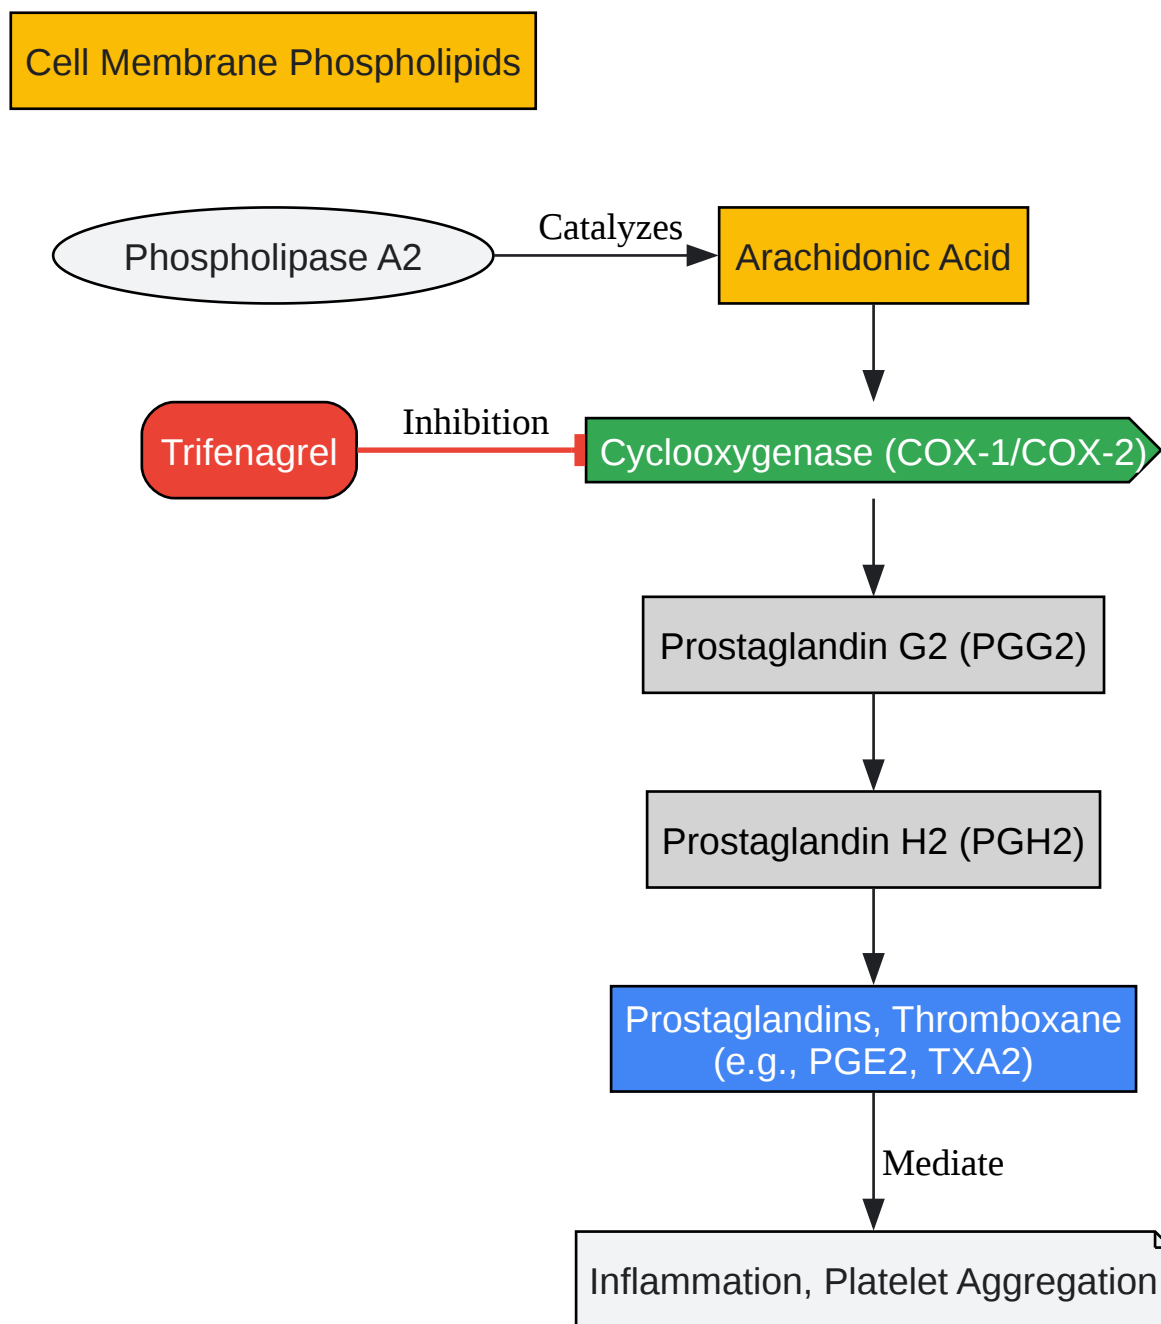 Cell Membrane Phospholipids
Phospholipase A2
Catalyzes
Arachidonic Acid
Trifenagrel
Inhibition
Cyclooxygenase (COX-1/COX-2)
Prostaglandin G2 (PGG2)
Prostaglandin H2 (PGH2)
Prostaglandins, Thromboxane
(e.g., PGE2, TXA2)
Mediate
Inflammation, Platelet Aggregation